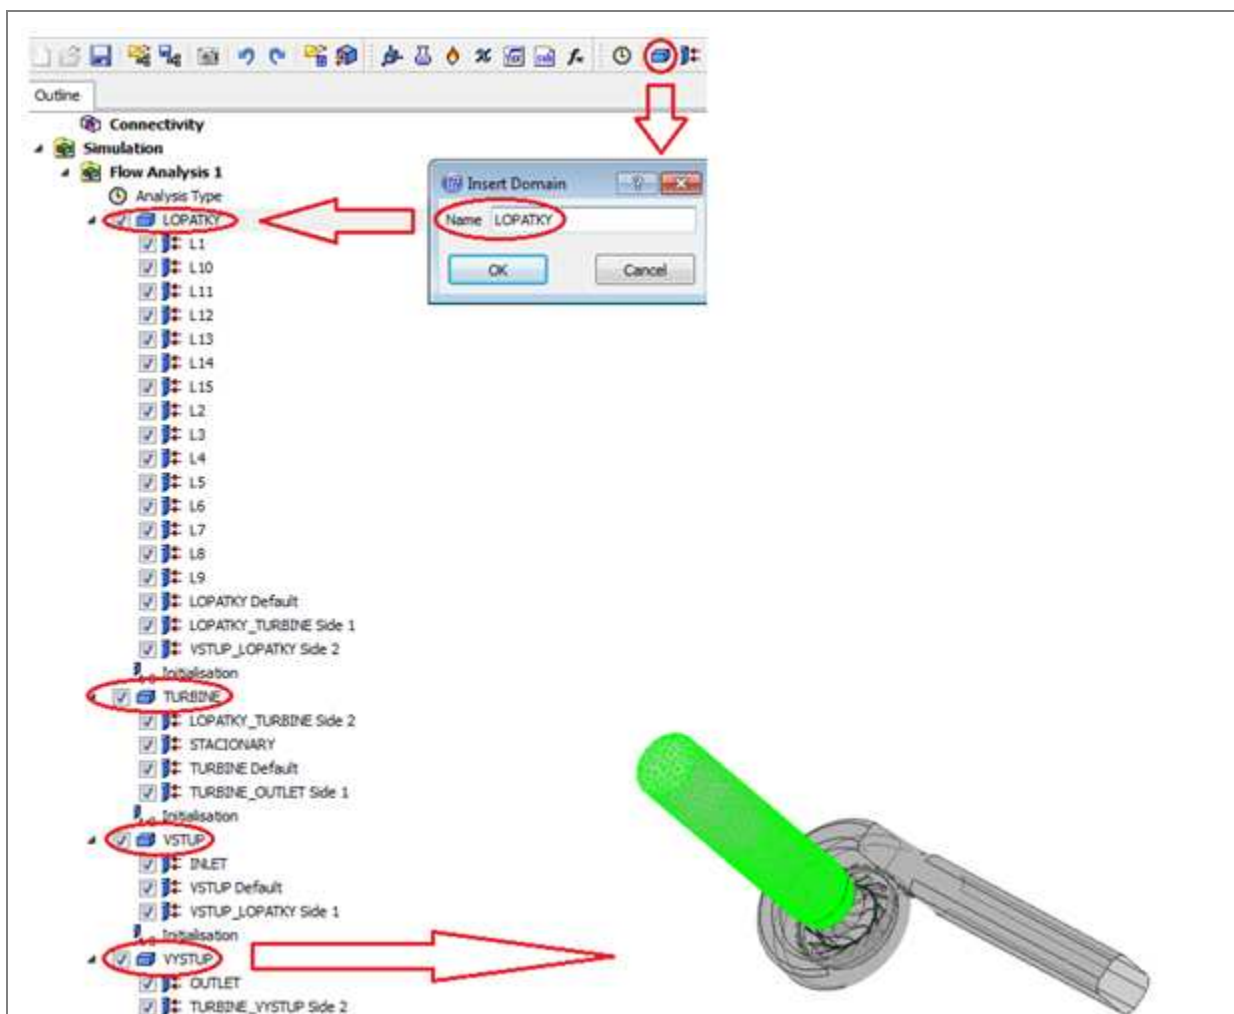 Outline
Connectivity
Simulation
Flow Analysis 1
Analysis Type
LOPATKY
L1
L10
L11
L12
L13
L14
L15
L2
L3
L4
L5
L6
L7
L8
L9
LOPATKY Default
LOPATKY_TURBINE Side 1
VSTUP_LOPATKY Side 2
Initialisation
TURBINE
LOPATKY_TURBINE Side 2
STACIONARY
TURBINE Default
TURBINE_OUTLET Side 1
Initialisation
VSTUP
INLET
VSTUP Default
VSTUP_LOPATKY Side 1
Initialisation
VYSTUP
OUTLET
TURBINE_VYSTUP Side 2
Insert Domain
Name LOPATKY
OK Cancel